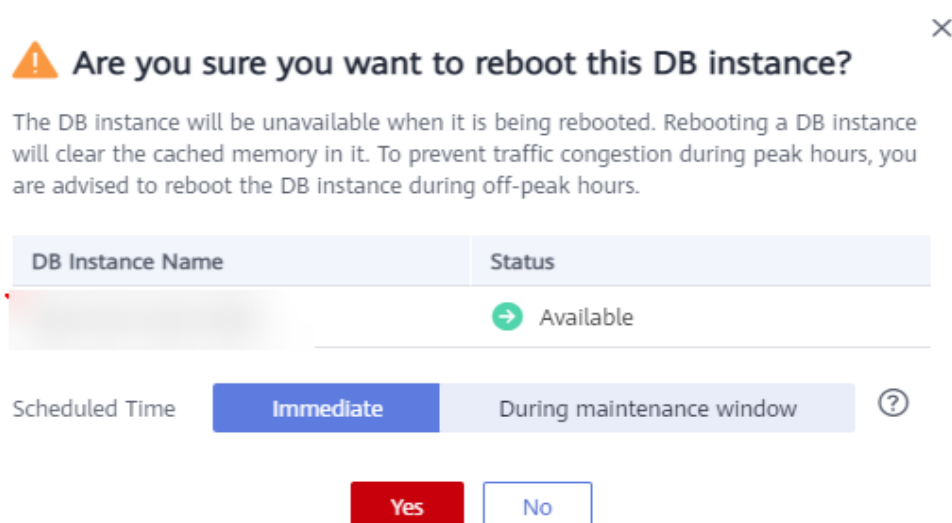 Are you sure you want to reboot this DB instance?
The DB instance will be unavailable when it is being rebooted. Rebooting a DB instance
will clear the cached memory in it. To prevent traffic congestion during peak hours, you
are advised to reboot the DB instance during off-peak hours.
DB Instance Name Status
Available
Scheduled Time Immediate During maintenance window
Yes No